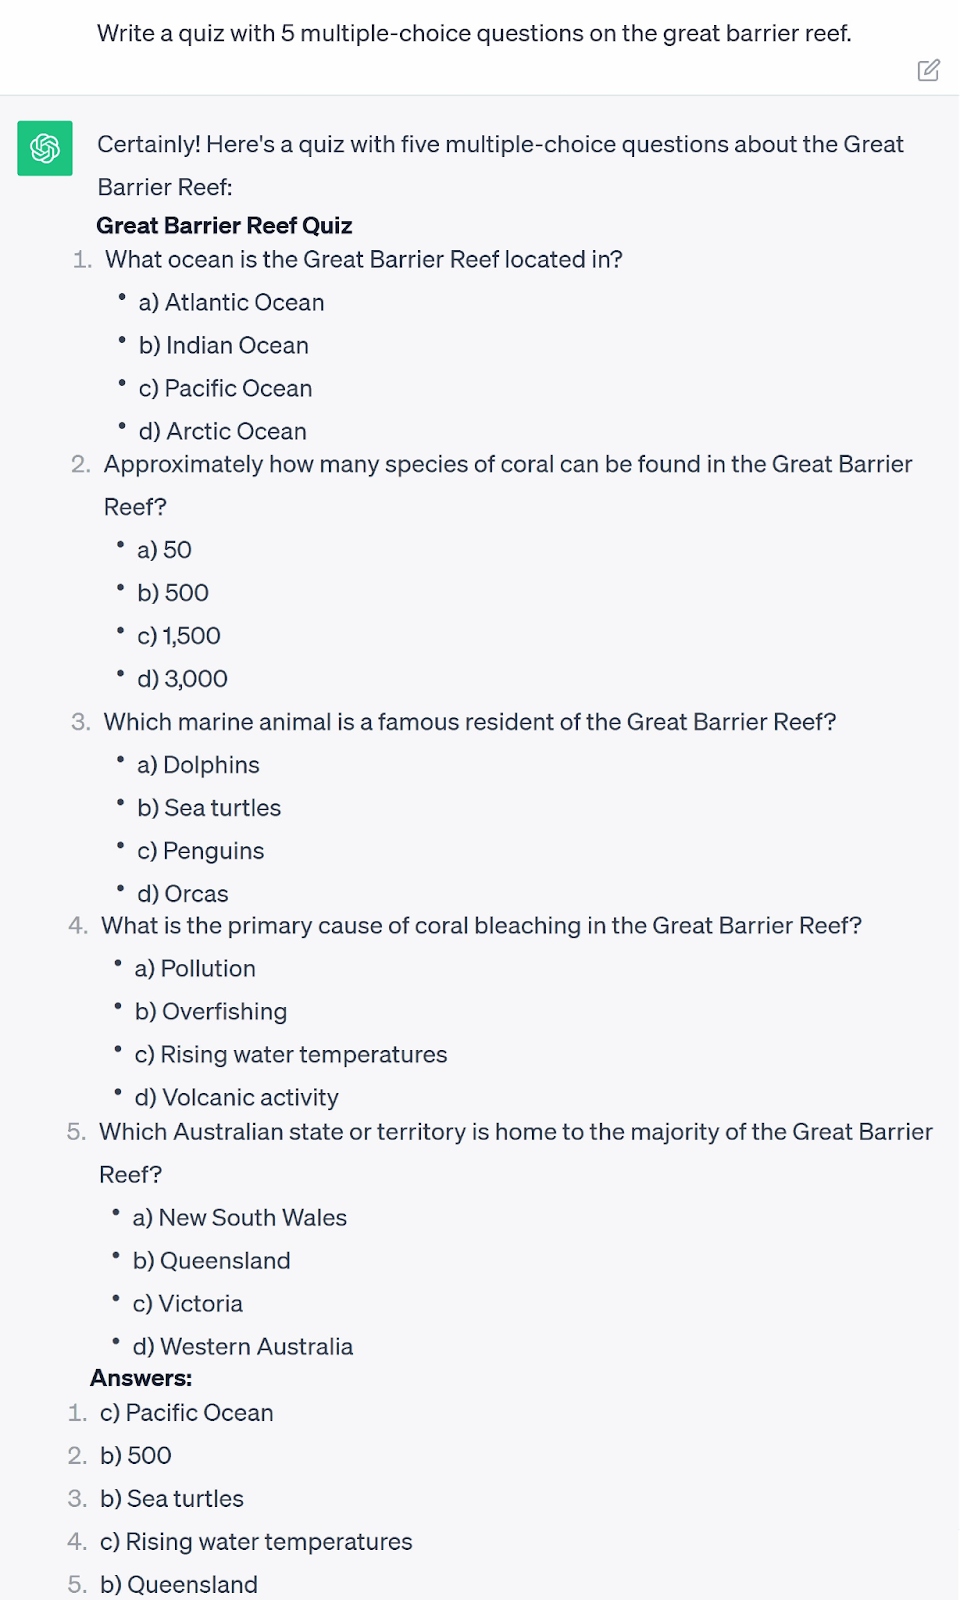 Write a quiz with 5 multiple-choice questions on the great barrier reef.
Certainly! Here's a quiz with five multiple-choice questions about the Great
Barrier Reef:
Great Barrier Reef Quiz
1. What ocean is the Great Barrier Reef located in?
• a) Atlantic Ocean
• b) Indian Ocean
• c) Pacific Ocean
• d) Arctic Ocean
2. Approximately how many species of coral can be found in the Great Barrier
Reef?
• a) 50
• b) 500
• c) 1,500
• d) 3,000
3. Which marine animal is a famous resident of the Great Barrier Reef?
• a) Dolphins
• b) Sea turtles
• c) Penguins
• d) Orcas
4. What is the primary cause of coral bleaching in the Great Barrier Reef?
• a) Pollution
• b) Overfishing
• c) Rising water temperatures
• d) Volcanic activity
5. Which Australian state or territory is home to the majority of the Great Barrier
Reef?
• a) New South Wales
• b) Queensland
• c) Victoria
• d) Western Australia
Answers:
1. c) Pacific Ocean
2. b) 500
3. b) Sea turtles
4. c) Rising water temperatures
5. b) Queensland